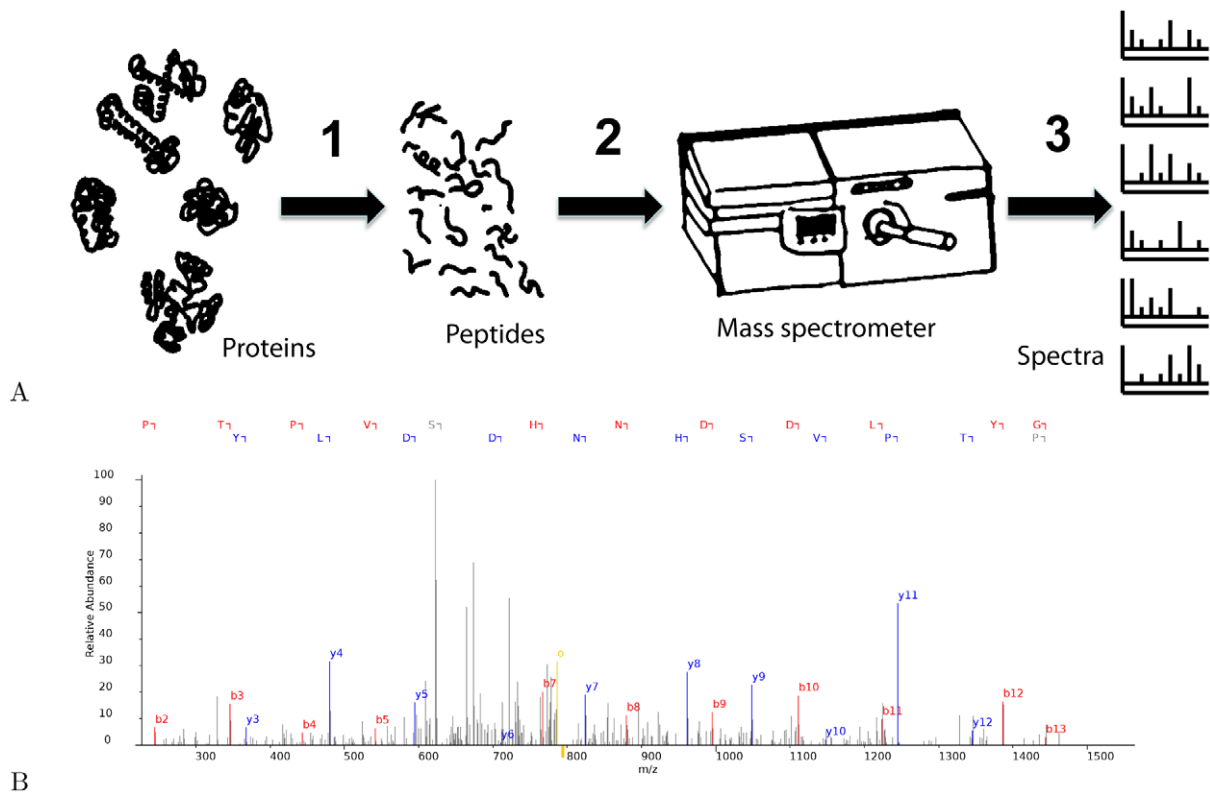 1 2 3
Proteins
Peptides
Mass spectrometer
Spectra
A
P T P V S H N D D L Y G
Y L D D N H S V P T P
100
90
80
70
60
50
40
30
20
10
0
Relative Abundance
b2 b3 y3 y4 b4 b5 y5 y6 b7 o y7 b8 y8 b9 y9 b10 y10 b11 y11 y12 b12 b13
300 400 500 600 700 800 900 1000 1100 1200 1300 1400 1500
m/z
B